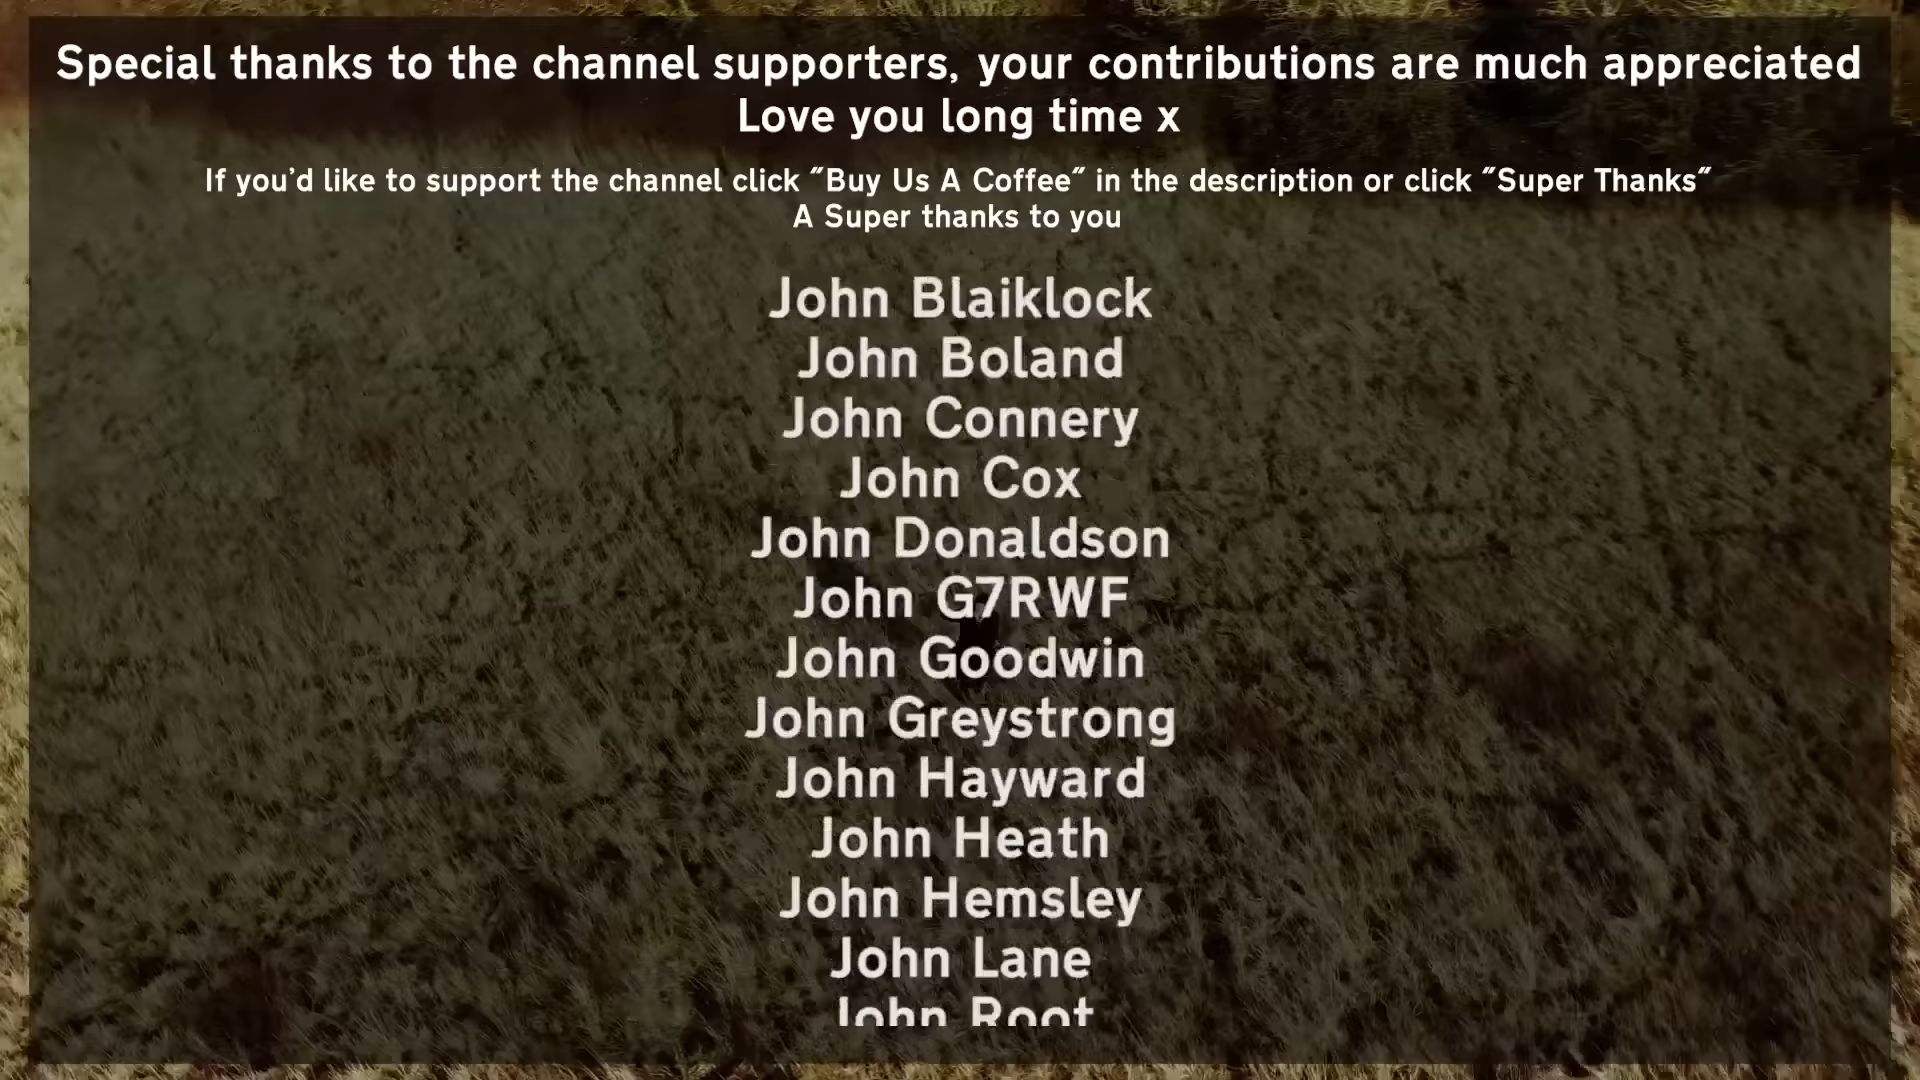 Special thanks to the channel supporters, your contributions are much appreciated
Love you long time x
If you'd like to support the channel click "Buy Us A Coffee" in the description or click "Super Thanks"
A Super thanks to you
John Blaiklock
John Boland
John Connery
John Cox
John Donaldson
John G7RWF
John Goodwin
John Greystrong
John Hayward
John Heath
John Hemsley
John Lane
John Root